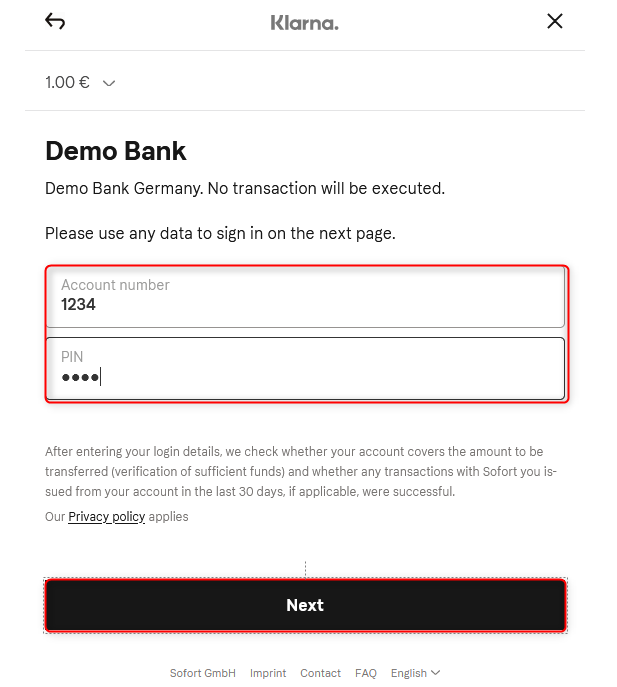 Klarna.
1.00 €
Demo Bank
Demo Bank Germany. No transaction will be executed.
Please use any data to sign in on the next page.
Account number
1234
PIN
••••
After entering your login details, we check whether your account covers the amount to be
transferred (verification of sufficient funds) and whether any transactions with Sofort you is-
sued from your account in the last 30 days, if applicable, were successful.
Our Privacy policy applies
Next
Sofort GmbH Imprint Contact FAQ English